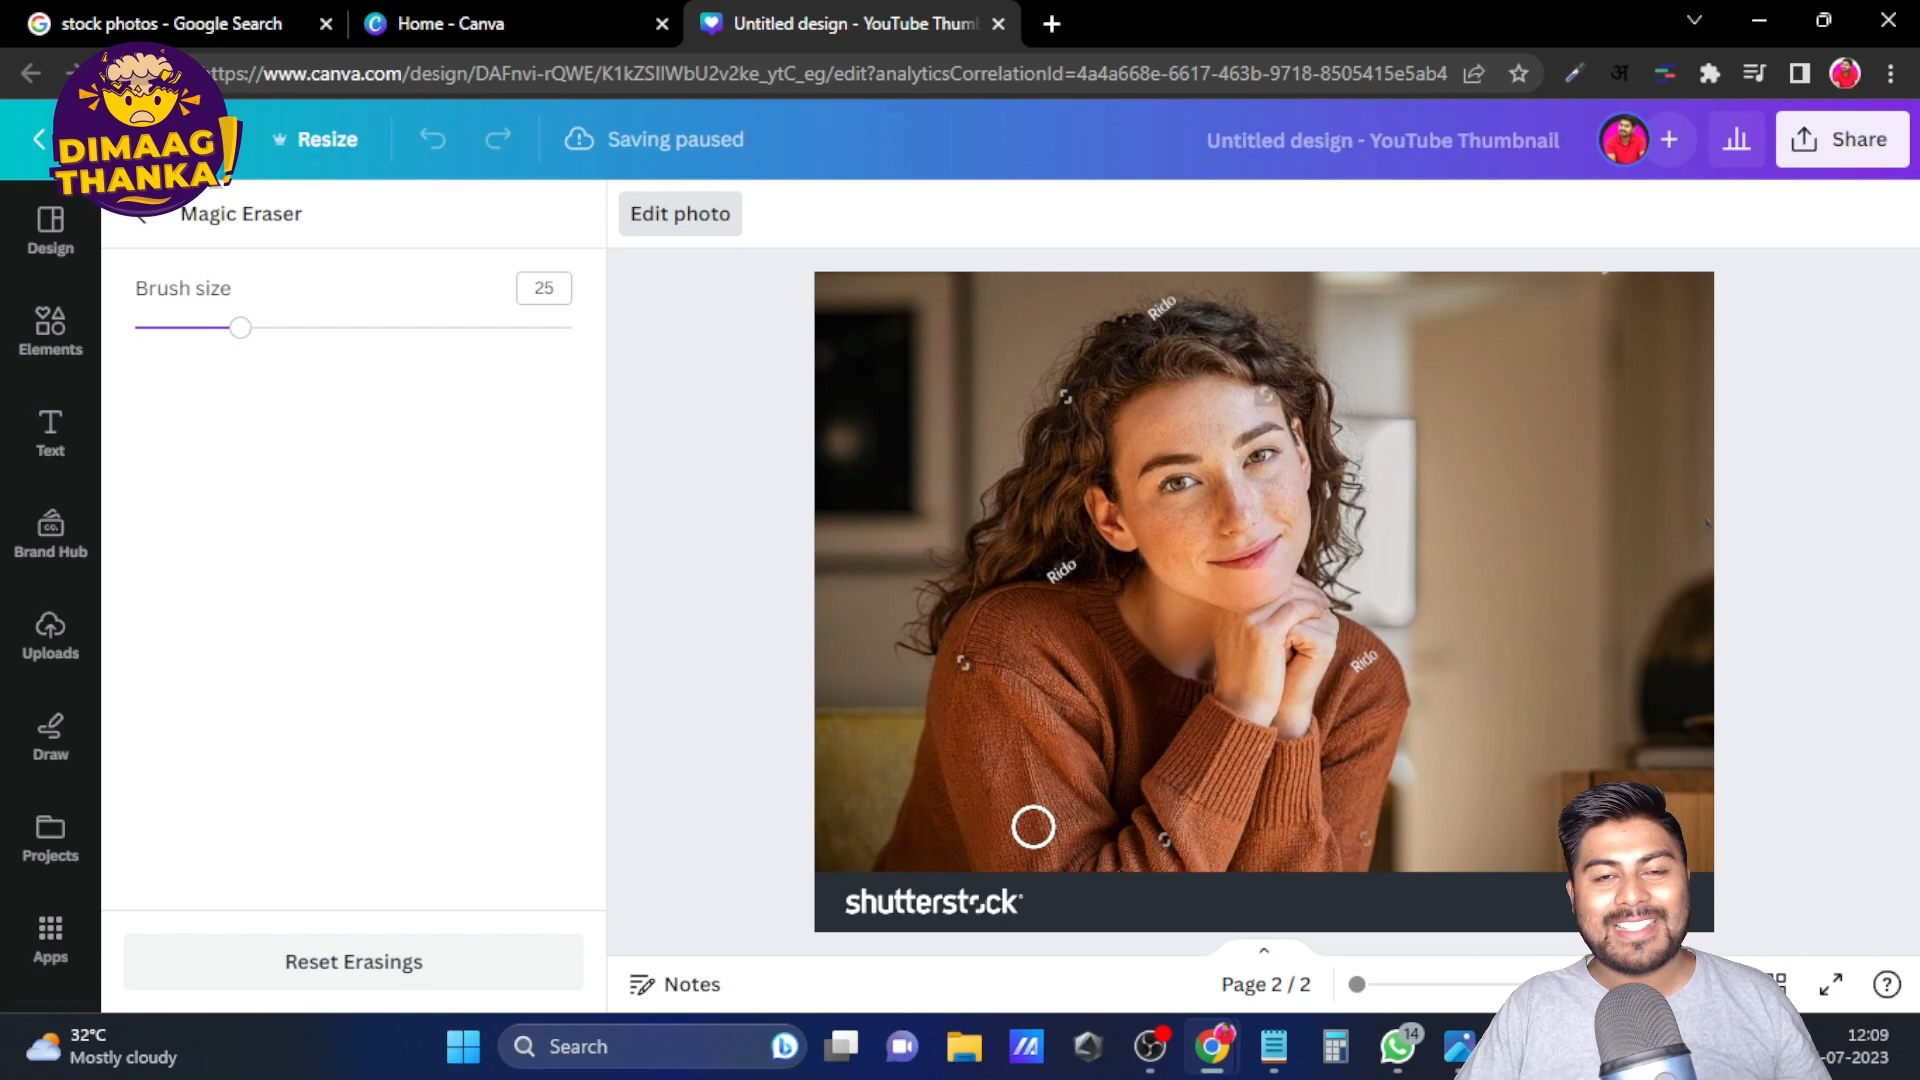 stock photos - Google Search
Home - Canva
Untitled design - YouTube Thum
ttps://www.canva.com/design/DAFnvi-rQWE/K1kZSIlWbU2v2ke_ytC_eg/edit?analyticsCorrelationId=4a4a668e-6617-463b-9718-8505415e5ab4
अ
DIMAAG
THANKA!
Resize
Saving paused
Untitled design - YouTube Thumbnail
Share
Magic Eraser
Edit photo
Design
Brush size
25
Elements
Text
Brand Hub
CO.
Uploads
Draw
Projects
Apps
Rido
Rido
Rido
shutterstock
Reset Erasings
Notes
Page 2 / 2
32°C
Mostly cloudy
Search
14
12:09
-07-2023